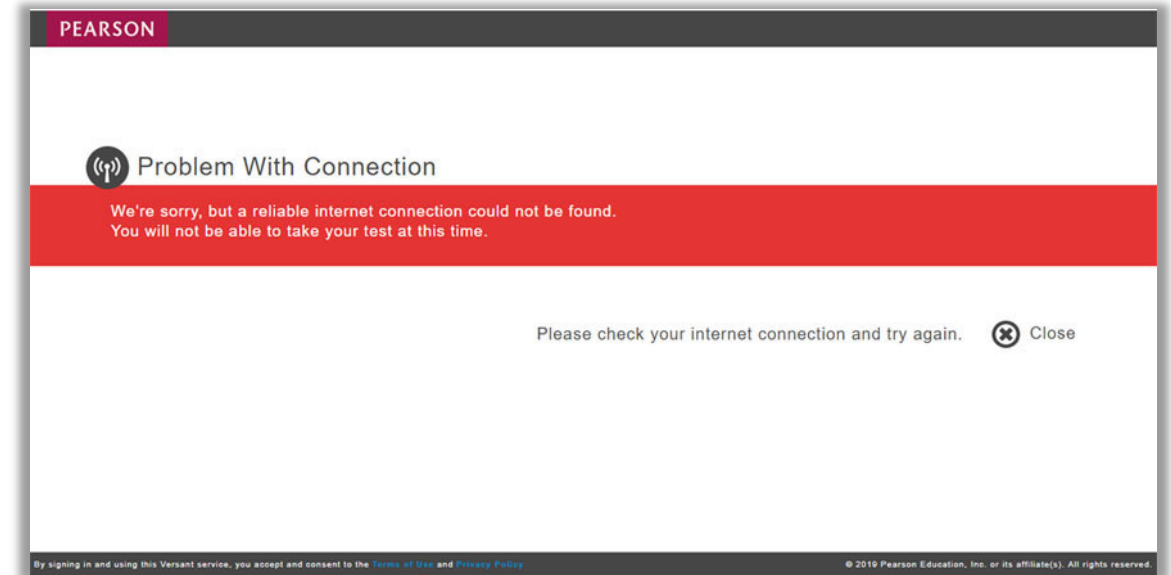 PEARSON
Problem With Connection
We're sorry, but a reliable internet connection could not be found.
You will not be able to take your test at this time.
Please check your internet connection and try again.
Close
By signing in and using this Versant service, you accept and consent to the Terms of Use and Privacy Policy
© 2019 Pearson Education, Inc. or its affiliate(s). All rights reserved.